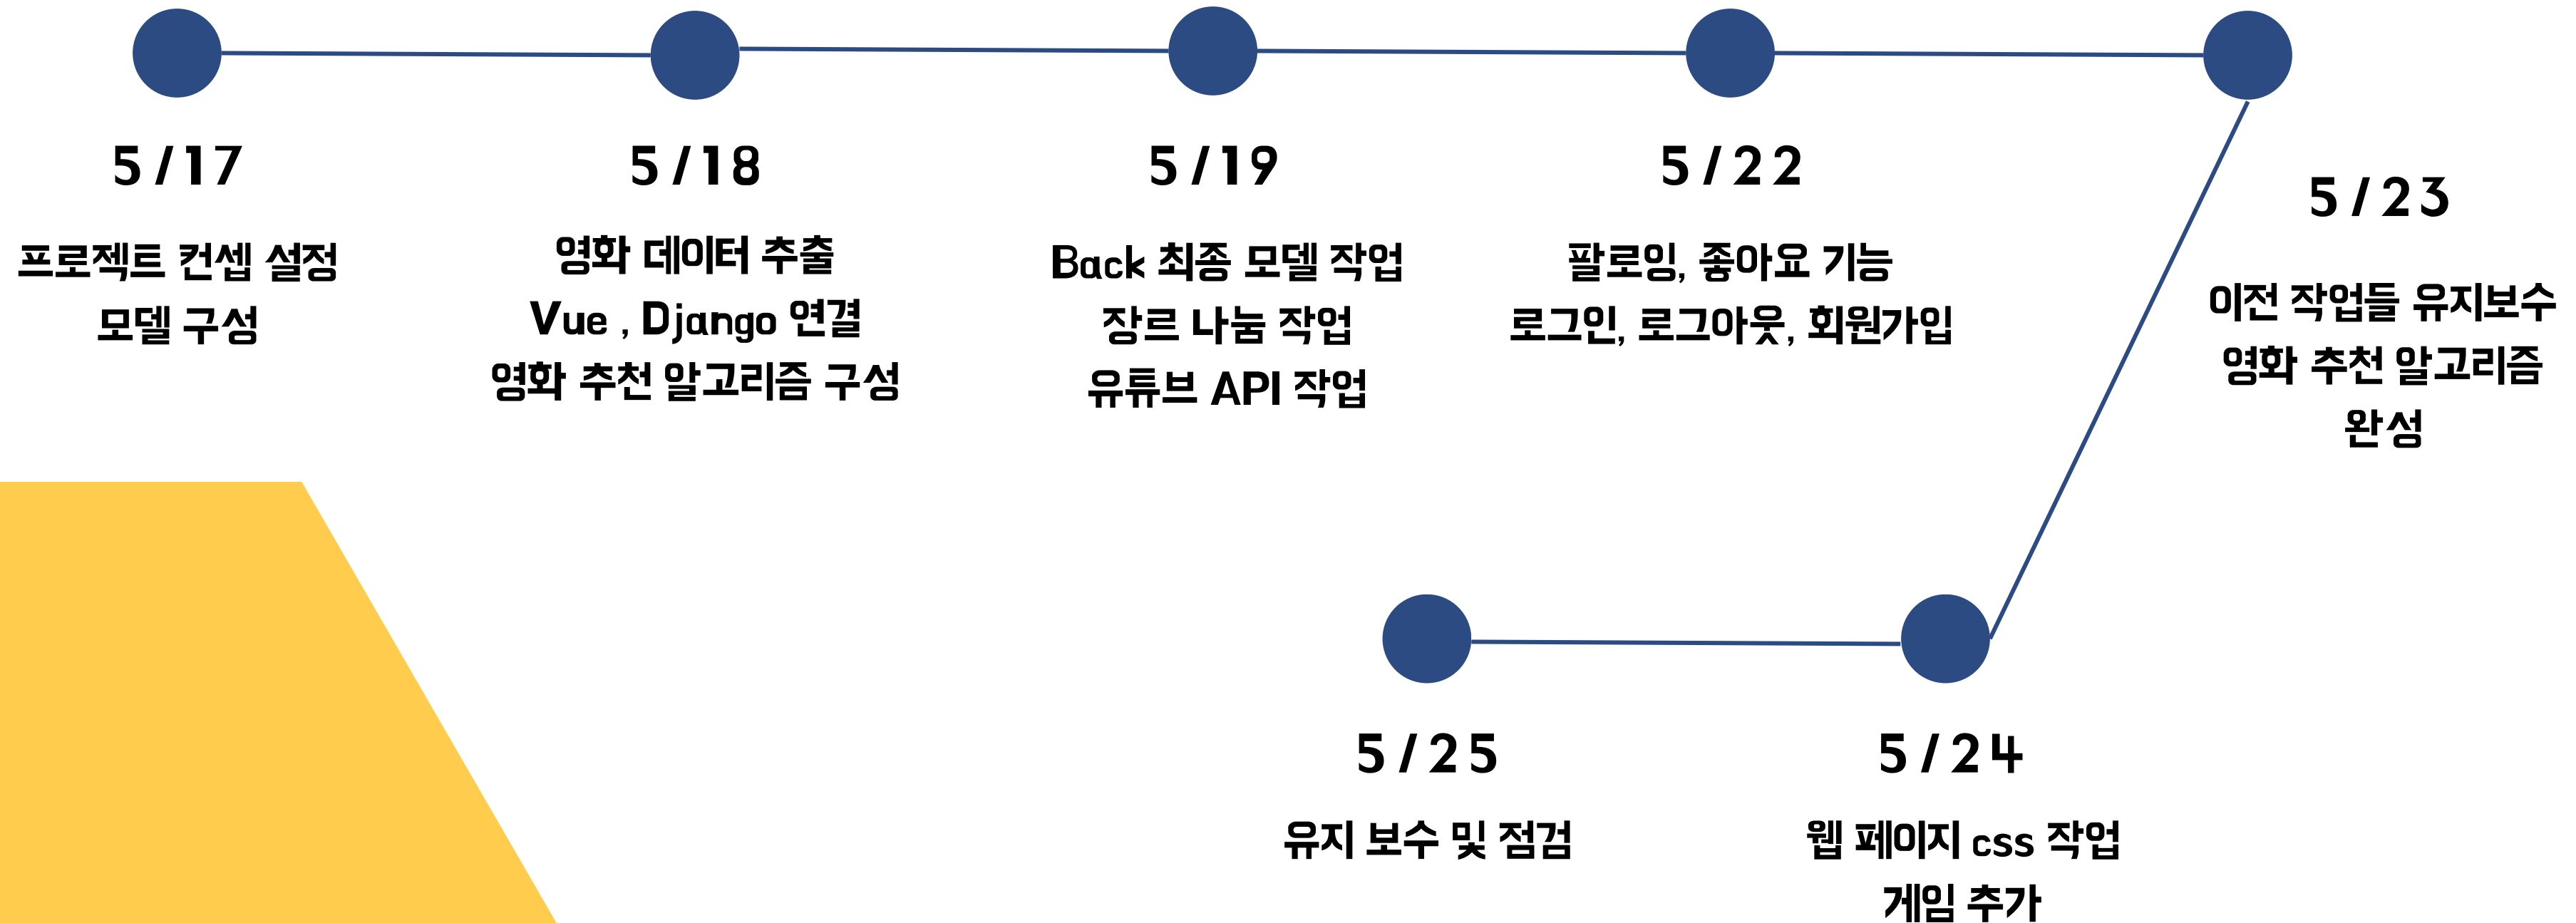 5/17
프로젝트 컨셉 설정
모델 구성
5/18
영화 데이터 추출
Vue , Django 연결
영화 추천 알고리즘 구성
5/19
Back 최종 모델 작업
장르 나눔 작업
유튜브 API 작업
5/22
팔로잉, 좋아요 기능
로그인, 로그아웃, 회원가입
5/23
이전 작업들 유지보수
영화 추천 알고리즘
완성
5/24
웹 페이지 css 작업
게임 추가
5/25
유지 보수 및 점검